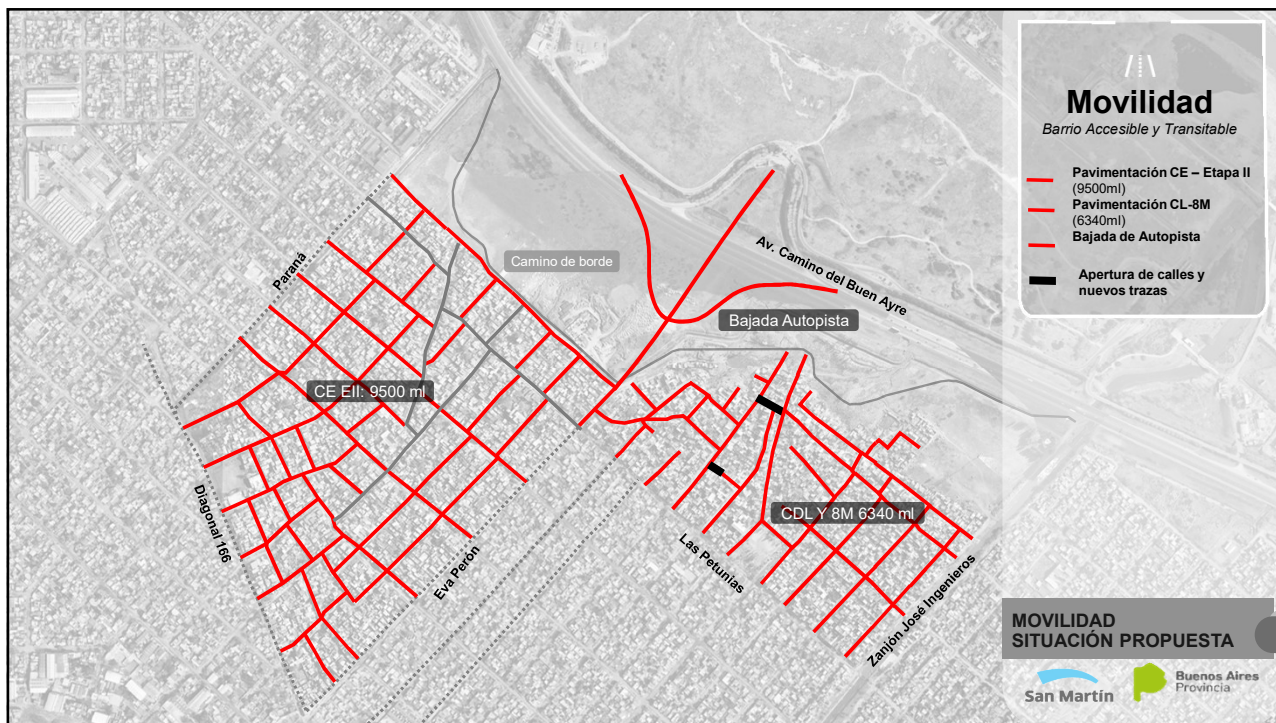 Movilidad
Barrio Accesible y Transitable
Pavimentación CE – Etapa II
(9500ml)
Pavimentación CL-8M
(6340ml)
Bajada de Autopista
Apertura de calles y
nuevos trazas
Paraná
Camino de borde
Av. Camino del Buen Ayre
Bajada Autopista
CE EII: 9500 ml
Diagonal 166
Eva Perón
CDL Y 8M 6340 ml
Las Petunias
Zanjón José Ingenieros
MOVILIDAD
SITUACIÓN PROPUESTA
San Martín
Buenos Aires
Provincia